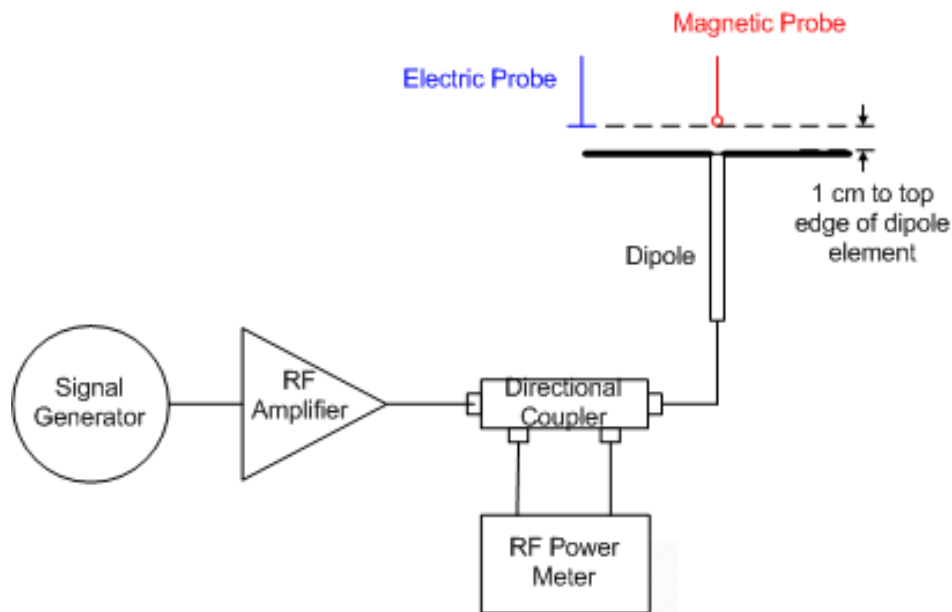 Magnetic Probe
Electric Probe
1 cm to top
edge of dipole
element
Dipole
Signal
Generator
RF
Amplifier
Directional
Coupler
RF Power
Meter